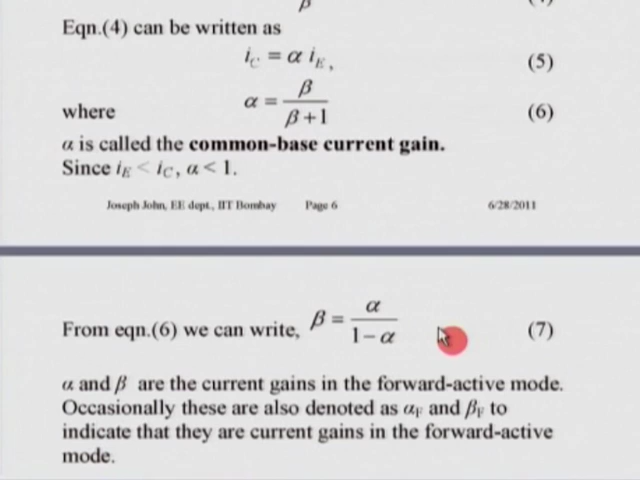 β
Eqn.(4) can be written as
i_C = α i_E , (5)
where α = β / β+1 (6)
α is called the common-base current gain.
Since i_E < i_C , α < 1.
Joseph John, EE dept., IIT Bombay Page 6 6/28/2011
From eqn.(6) we can write, β = α / 1−α (7)
α and β are the current gains in the forward-active mode.
Occasionally these are also denoted as α_F and β_F to
indicate that they are current gains in the forward-active
mode.